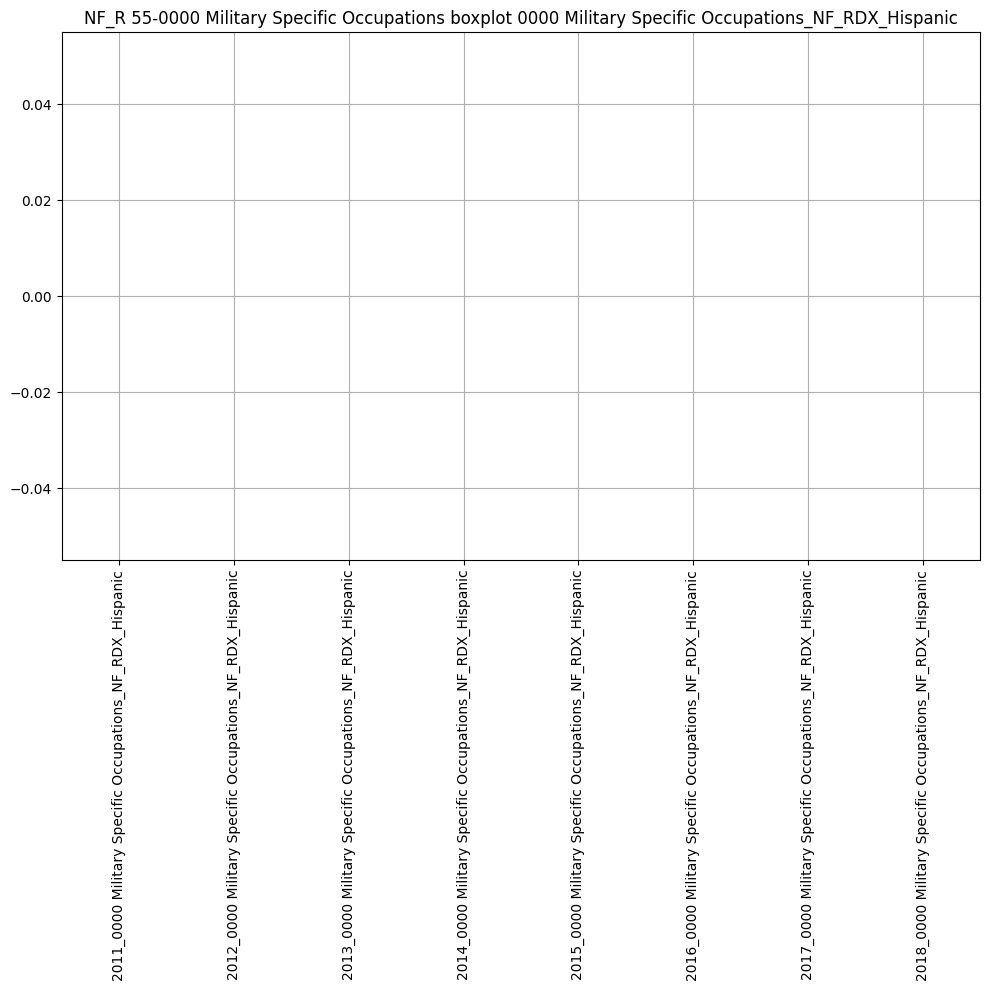 NF_R 55-0000 Military Specific Occupations boxplot 0000 Military Specific Occupations_NF_RDX_Hispanic
0.04
0.02
0.00
−0.02
−0.04
2011_0000 Military Specific Occupations_NF_RDX_Hispanic
2012_0000 Military Specific Occupations_NF_RDX_Hispanic
2013_0000 Military Specific Occupations_NF_RDX_Hispanic
2014_0000 Military Specific Occupations_NF_RDX_Hispanic
2015_0000 Military Specific Occupations_NF_RDX_Hispanic
2016_0000 Military Specific Occupations_NF_RDX_Hispanic
2017_0000 Military Specific Occupations_NF_RDX_Hispanic
2018_0000 Military Specific Occupations_NF_RDX_Hispanic